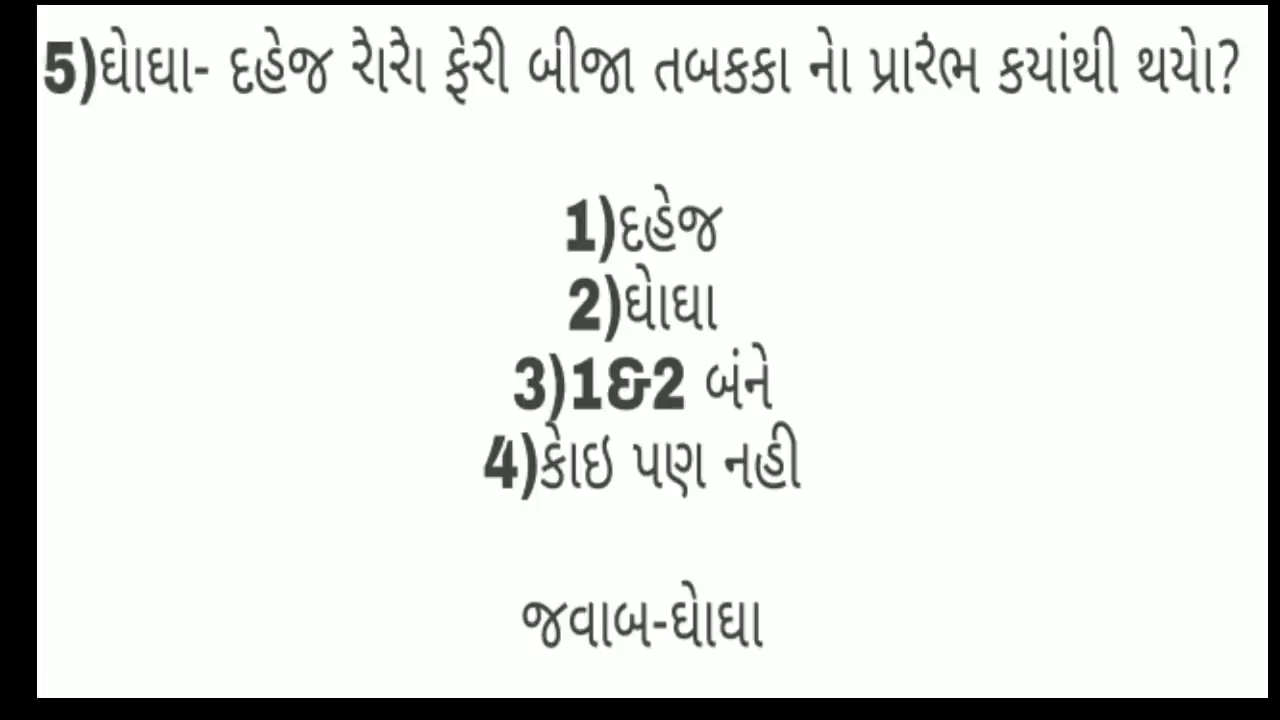 5)ઘોઘા- દહેજ રોરો ફેરી બીજા તબકકા નો પ્રારંભ કયાંથી થયો?
1)દહેજ
2)ઘોઘા
3)1&2 બંને
4)કોઇ પણ નહી
જવાબ-ઘોઘા